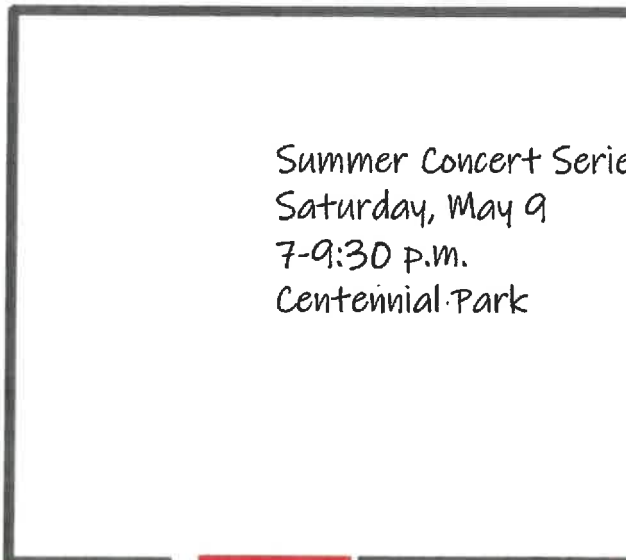 Summer Concert Serie
Saturday, May 9
7-9:30 p.m.
Centennial Park